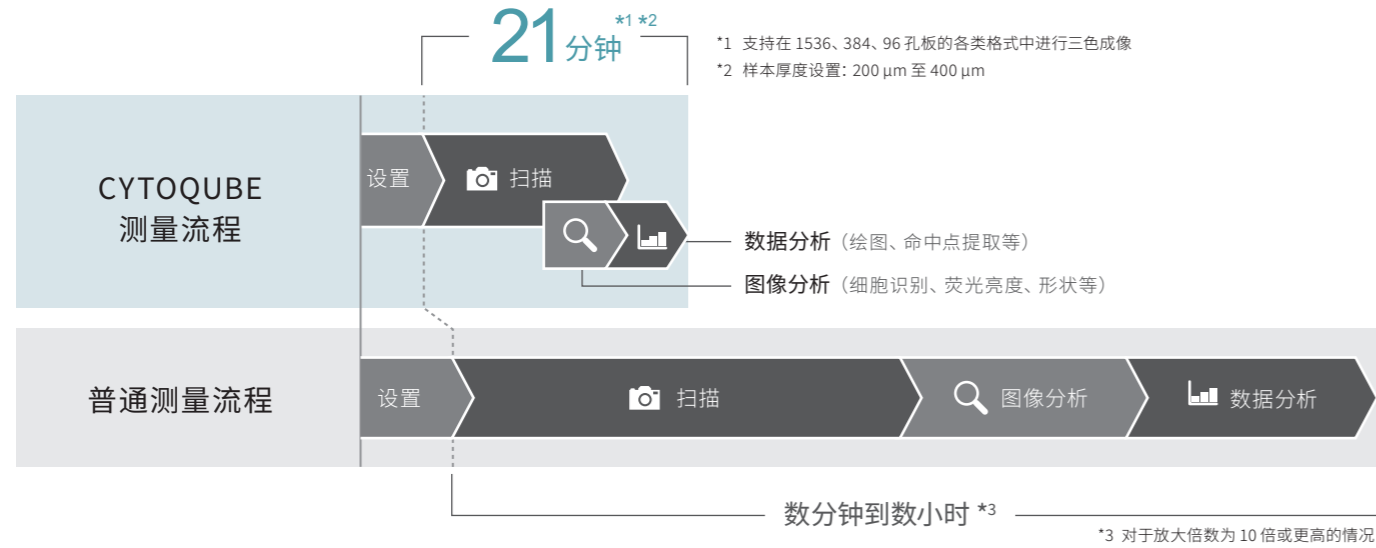 21分钟 *1 *2
*1 支持在 1536、384、96 孔板的各类格式中进行三色成像
*2 样本厚度设置: 200 μm 至 400 μm
CYTOQUBE
测量流程
设置
扫描
数据分析（绘图、命中点提取等）
图像分析（细胞识别、荧光亮度、形状等）
普通测量流程
设置
扫描
图像分析
数据分析
数分钟到数小时 *3
*3 对于放大倍数为 10 倍或更高的情况